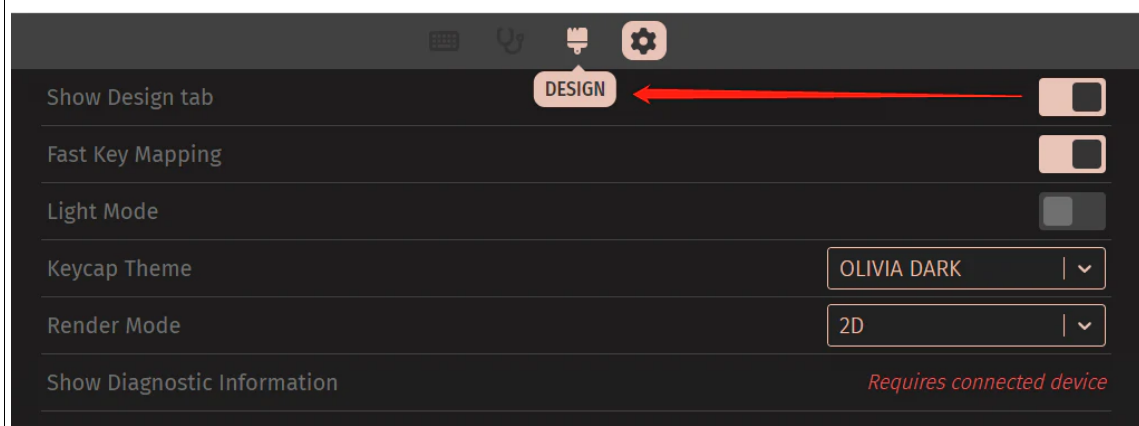 Show Design tab
DESIGN
Fast Key Mapping
Light Mode
Keycap Theme
OLIVIA DARK
Render Mode
2D
Show Diagnostic Information
Requires connected device